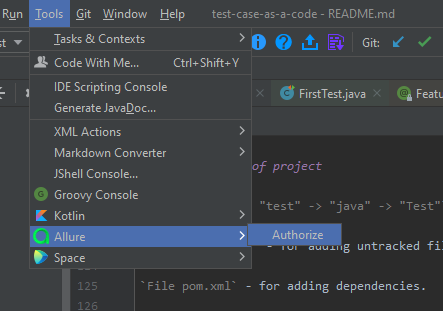 Run Tools Git Window Help test-case-as-a-code - README.md
Tasks & Contexts
Git:
Code With Me... Ctrl+Shift+Y
IDE Scripting Console
FirstTest.java Featu
Generate JavaDoc...
XML Actions
Markdown Converter
of project
JShell Console...
Groovy Console
"test" -> "java" -> "Test"
Kotlin
Allure
Authorize
- for adding untracked fil
Space
125 `File pom.xml` - for adding dependencies.
126